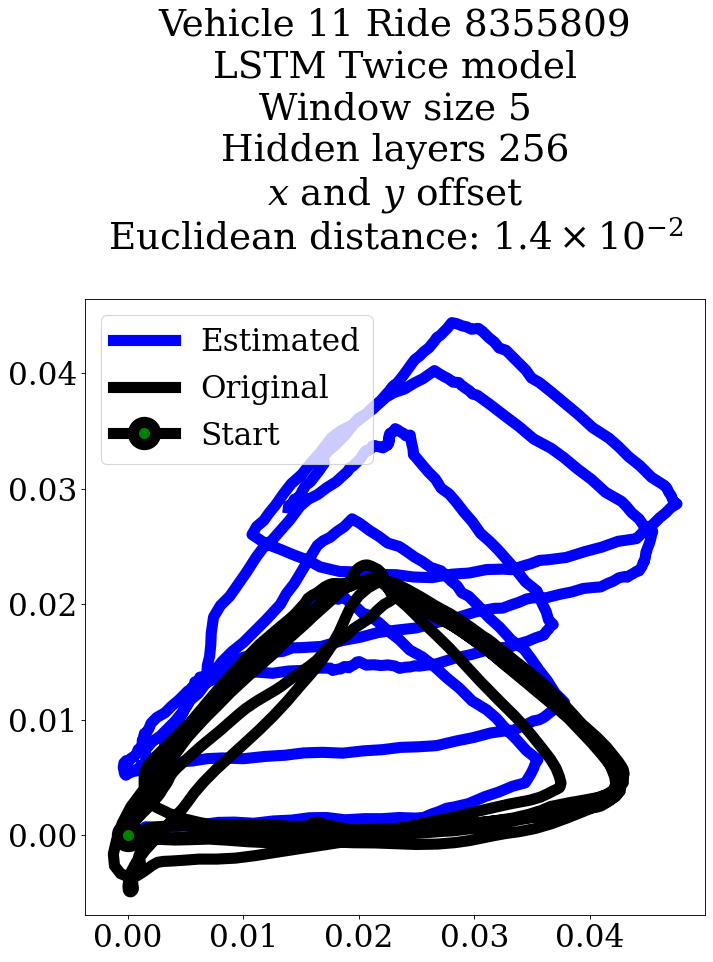 Vehicle 11 Ride 8355809
LSTM Twice model
Window size 5
Hidden layers 256
x and y offset
Euclidean distance: 1.4 × 10⁻²
Estimated
Original
Start
0.04
0.03
0.02
0.01
0.00
0.00 0.01 0.02 0.03 0.04